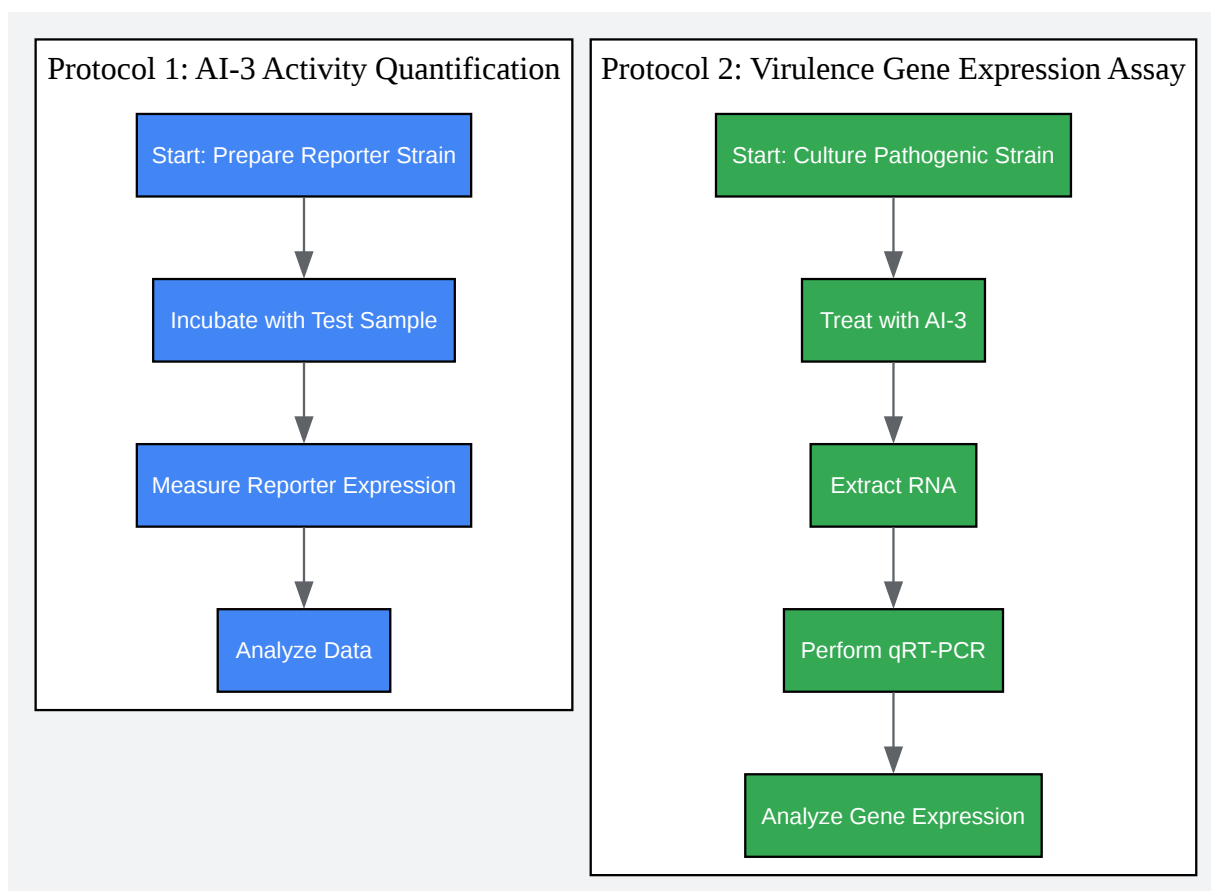 Protocol 1: AI-3 Activity Quantification
Start: Prepare Reporter Strain
Incubate with Test Sample
Measure Reporter Expression
Analyze Data
Protocol 2: Virulence Gene Expression Assay
Start: Culture Pathogenic Strain
Treat with AI-3
Extract RNA
Perform qRT-PCR
Analyze Gene Expression